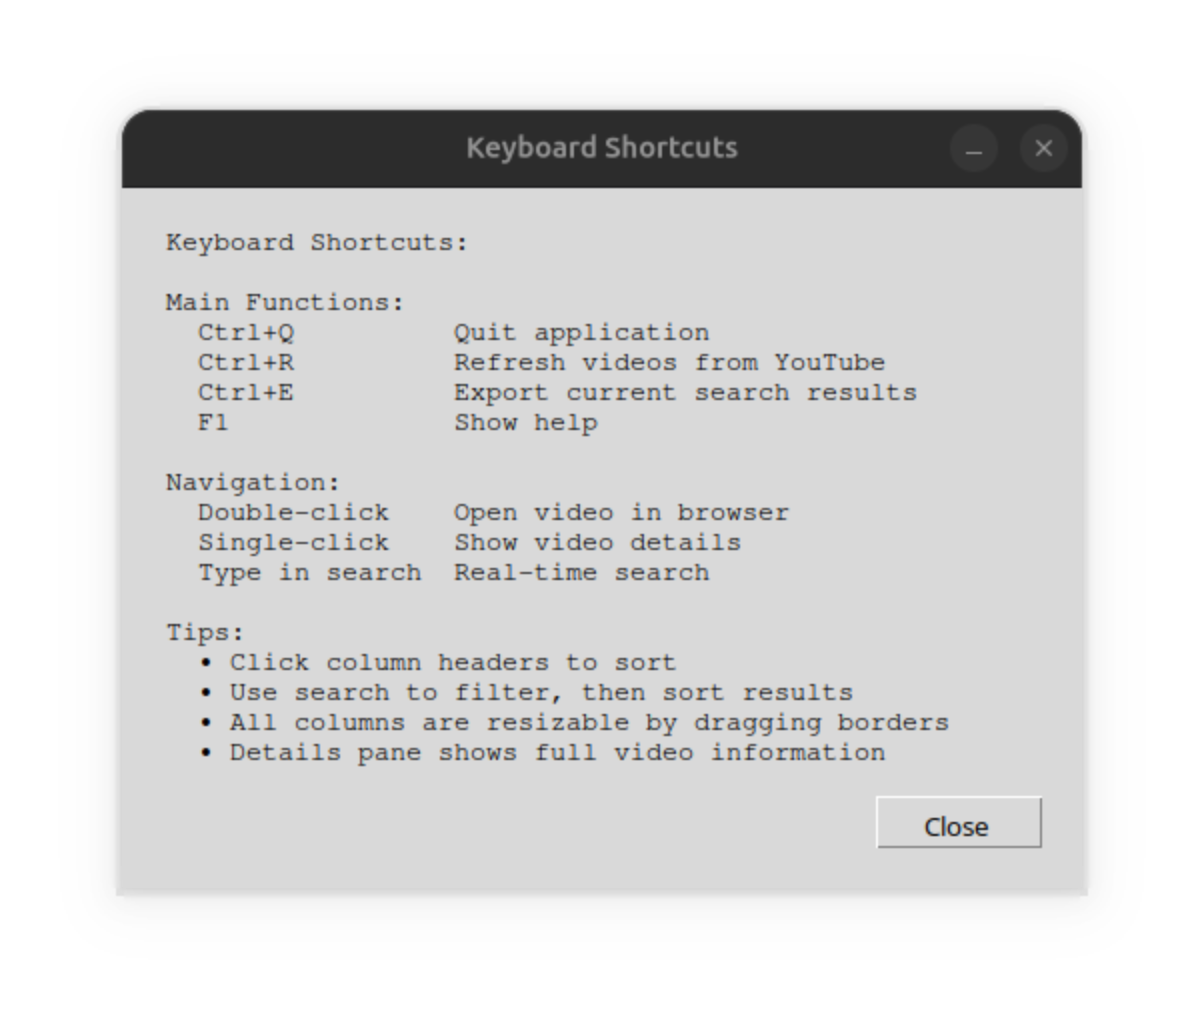 Keyboard Shortcuts
Keyboard Shortcuts:
Main Functions:
Ctrl+Q Quit application
Ctrl+R Refresh videos from YouTube
Ctrl+E Export current search results
F1 Show help
Navigation:
Double-click Open video in browser
Single-click Show video details
Type in search Real-time search
Tips:
• Click column headers to sort
• Use search to filter, then sort results
• All columns are resizable by dragging borders
• Details pane shows full video information
Close